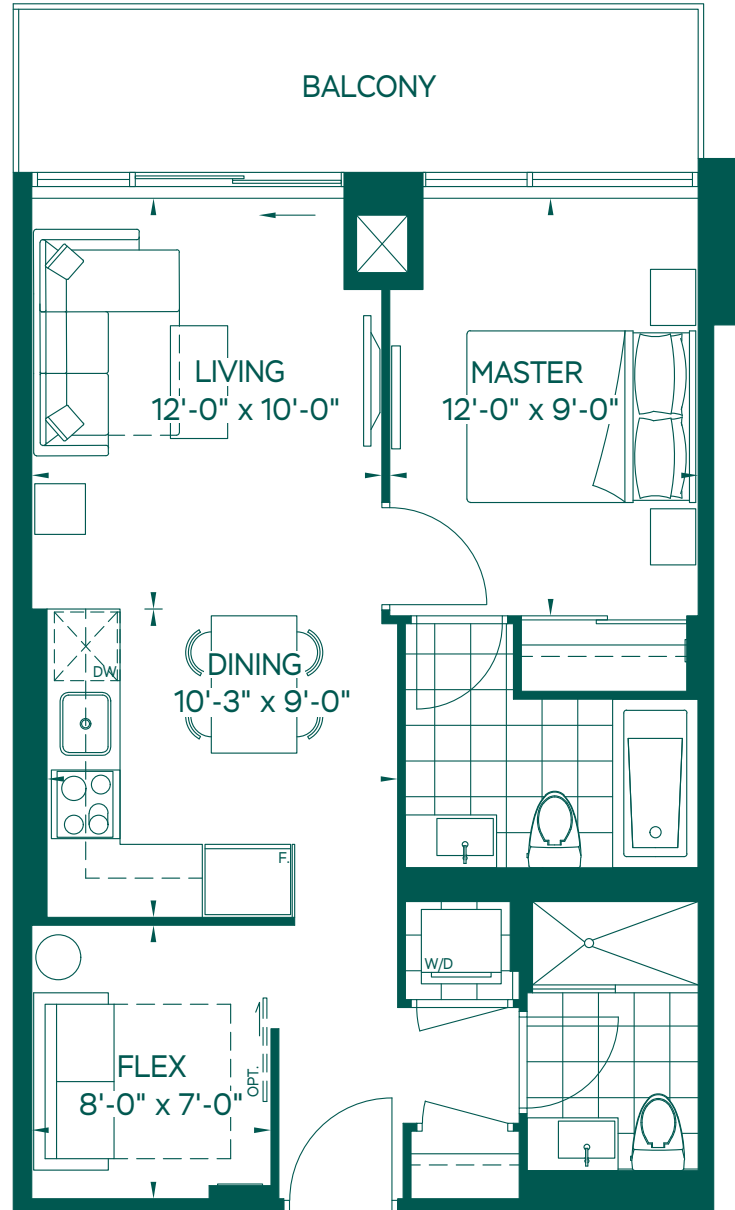 BALCONY
LIVING
12'-0" x 10'-0"
MASTER
12'-0" x 9'-0"
DW
DINING
10'-3" x 9'-0"
F.
W/D
FLEX
8'-0" x 7'-0"
OPT.